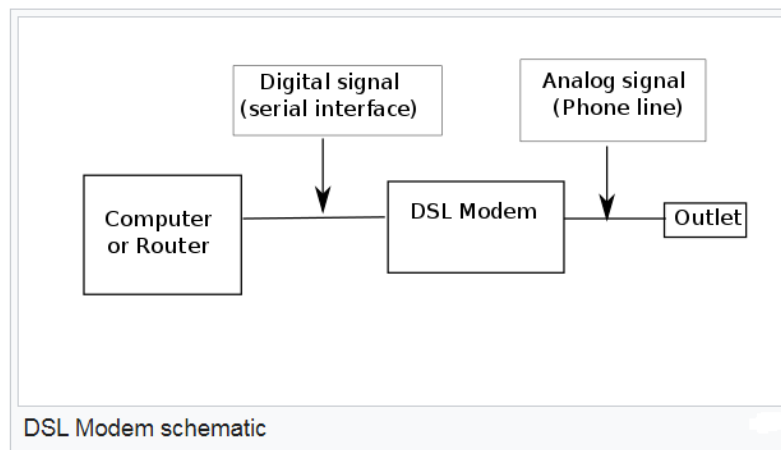 Digital signal
(serial interface)
Analog signal
(Phone line)
Computer
or Router
DSL Modem
Outlet
DSL Modem schematic